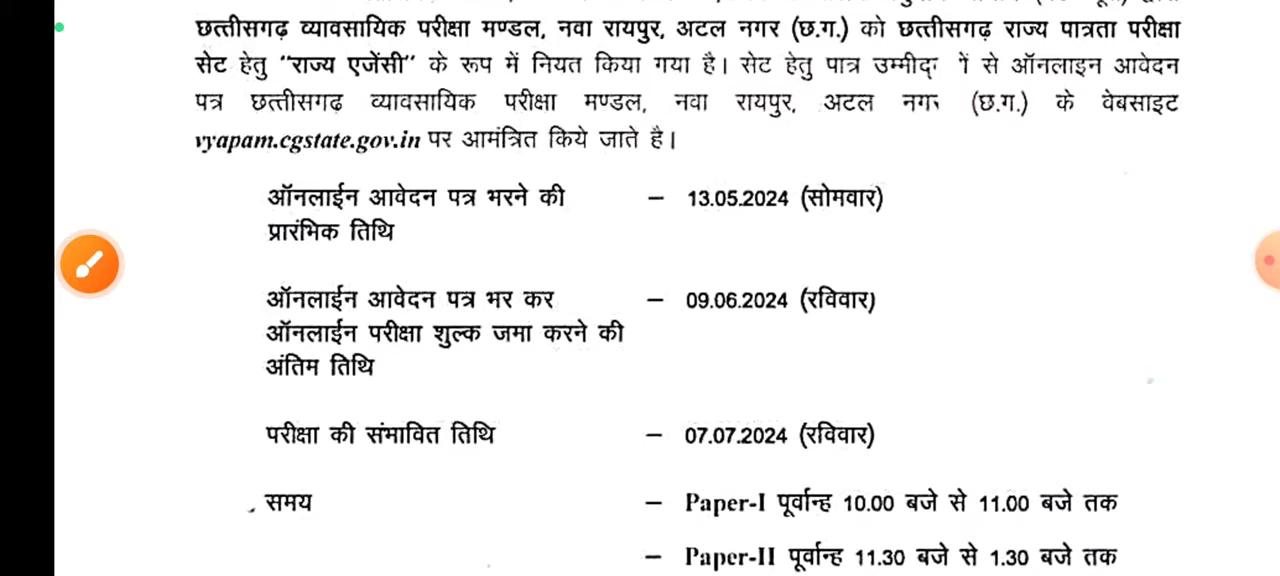 छत्तीसगढ़ व्यावसायिक परीक्षा मण्डल, नवा रायपुर, अटल नगर (छ.ग.) को छत्तीसगढ़ राज्य पात्रता परीक्षा
सेट हेतु "राज्य एजेंसी" के रूप में नियत किया गया है। सेट हेतु पात्र से ऑनलाइन आवेदन
पत्र छत्तीसगढ़ व्यावसायिक परीक्षा मण्डल, नवा रायपुर, अटल (छ.ग.) के वेबसाइट
vyapam.cgstate.gov.in पर आमंत्रित किये जाते है।
ऑनलाईन आवेदन पत्र भरने की – 13.05.2024 (सोमवार)
प्रारंभिक तिथि
ऑनलाईन आवेदन पत्र भर कर – 09.06.2024 (रविवार)
ऑनलाईन परीक्षा शुल्क जमा करने की
अंतिम तिथि
परीक्षा की संभावित तिथि – 07.07.2024 (रविवार)
समय – Paper-I पूर्वान्ह 10.00 बजे से 11.00 बजे तक
– Paper-II पूर्वान्ह 11.30 बजे से 1.30 बजे तक